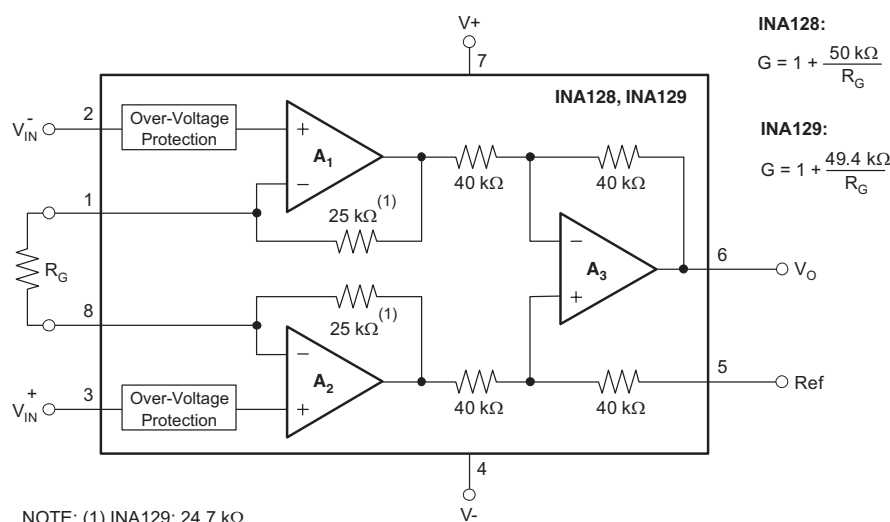 V+
7
INA128:
G = 1 + 50 kΩ / R_G
INA128, INA129
INA129:
G = 1 + 49.4 kΩ / R_G
2
V_IN^-
Over-Voltage
Protection
+
A_1
−
40 kΩ
40 kΩ
1
25 kΩ^(1)
R_G
−
A_3
+
6
V_O
8
25 kΩ^(1)
−
A_2
+
3
V_IN^+
Over-Voltage
Protection
40 kΩ
40 kΩ
5
Ref
4
V-
NOTE: (1) INA129: 24.7 kΩ